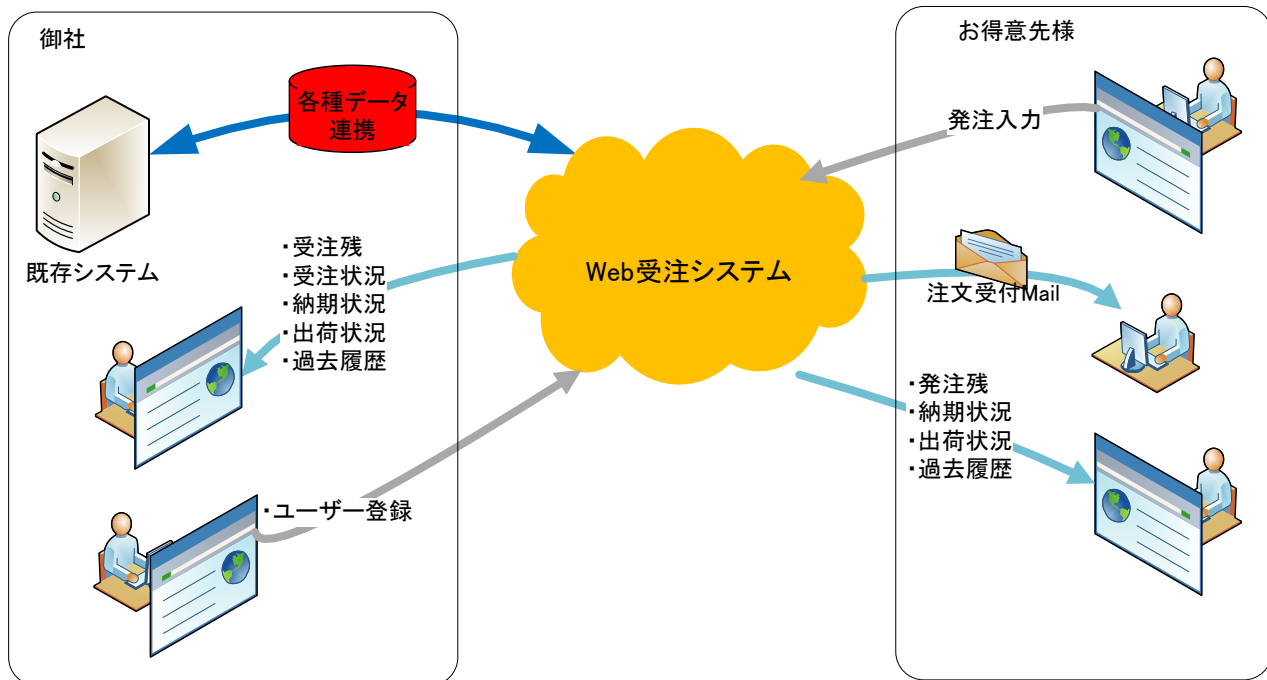 御社
各種データ
連携
既存システム
・受注残
・受注状況
・納期状況
・出荷状況
・過去履歴
・ユーザー登録
Web受注システム
お得意先様
発注入力
注文受付Mail
・発注残
・納期状況
・出荷状況
・過去履歴